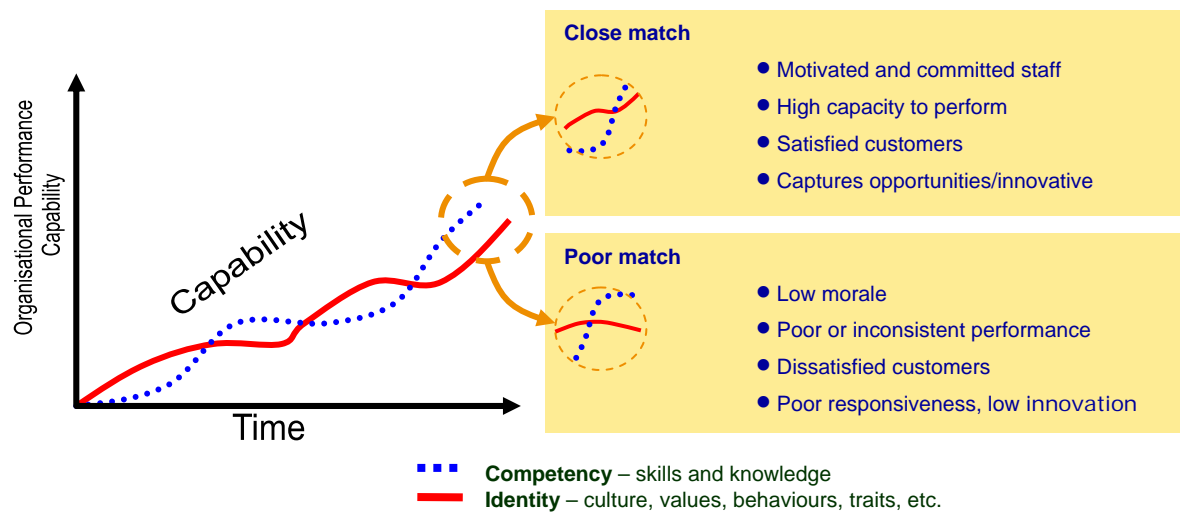 Organisational Performance
Capability
Capability
Time
Close match
● Motivated and committed staff
● High capacity to perform
● Satisfied customers
● Captures opportunities/innovative
Poor match
● Low morale
● Poor or inconsistent performance
● Dissatisfied customers
● Poor responsiveness, low innovation
Competency – skills and knowledge
Identity – culture, values, behaviours, traits, etc.